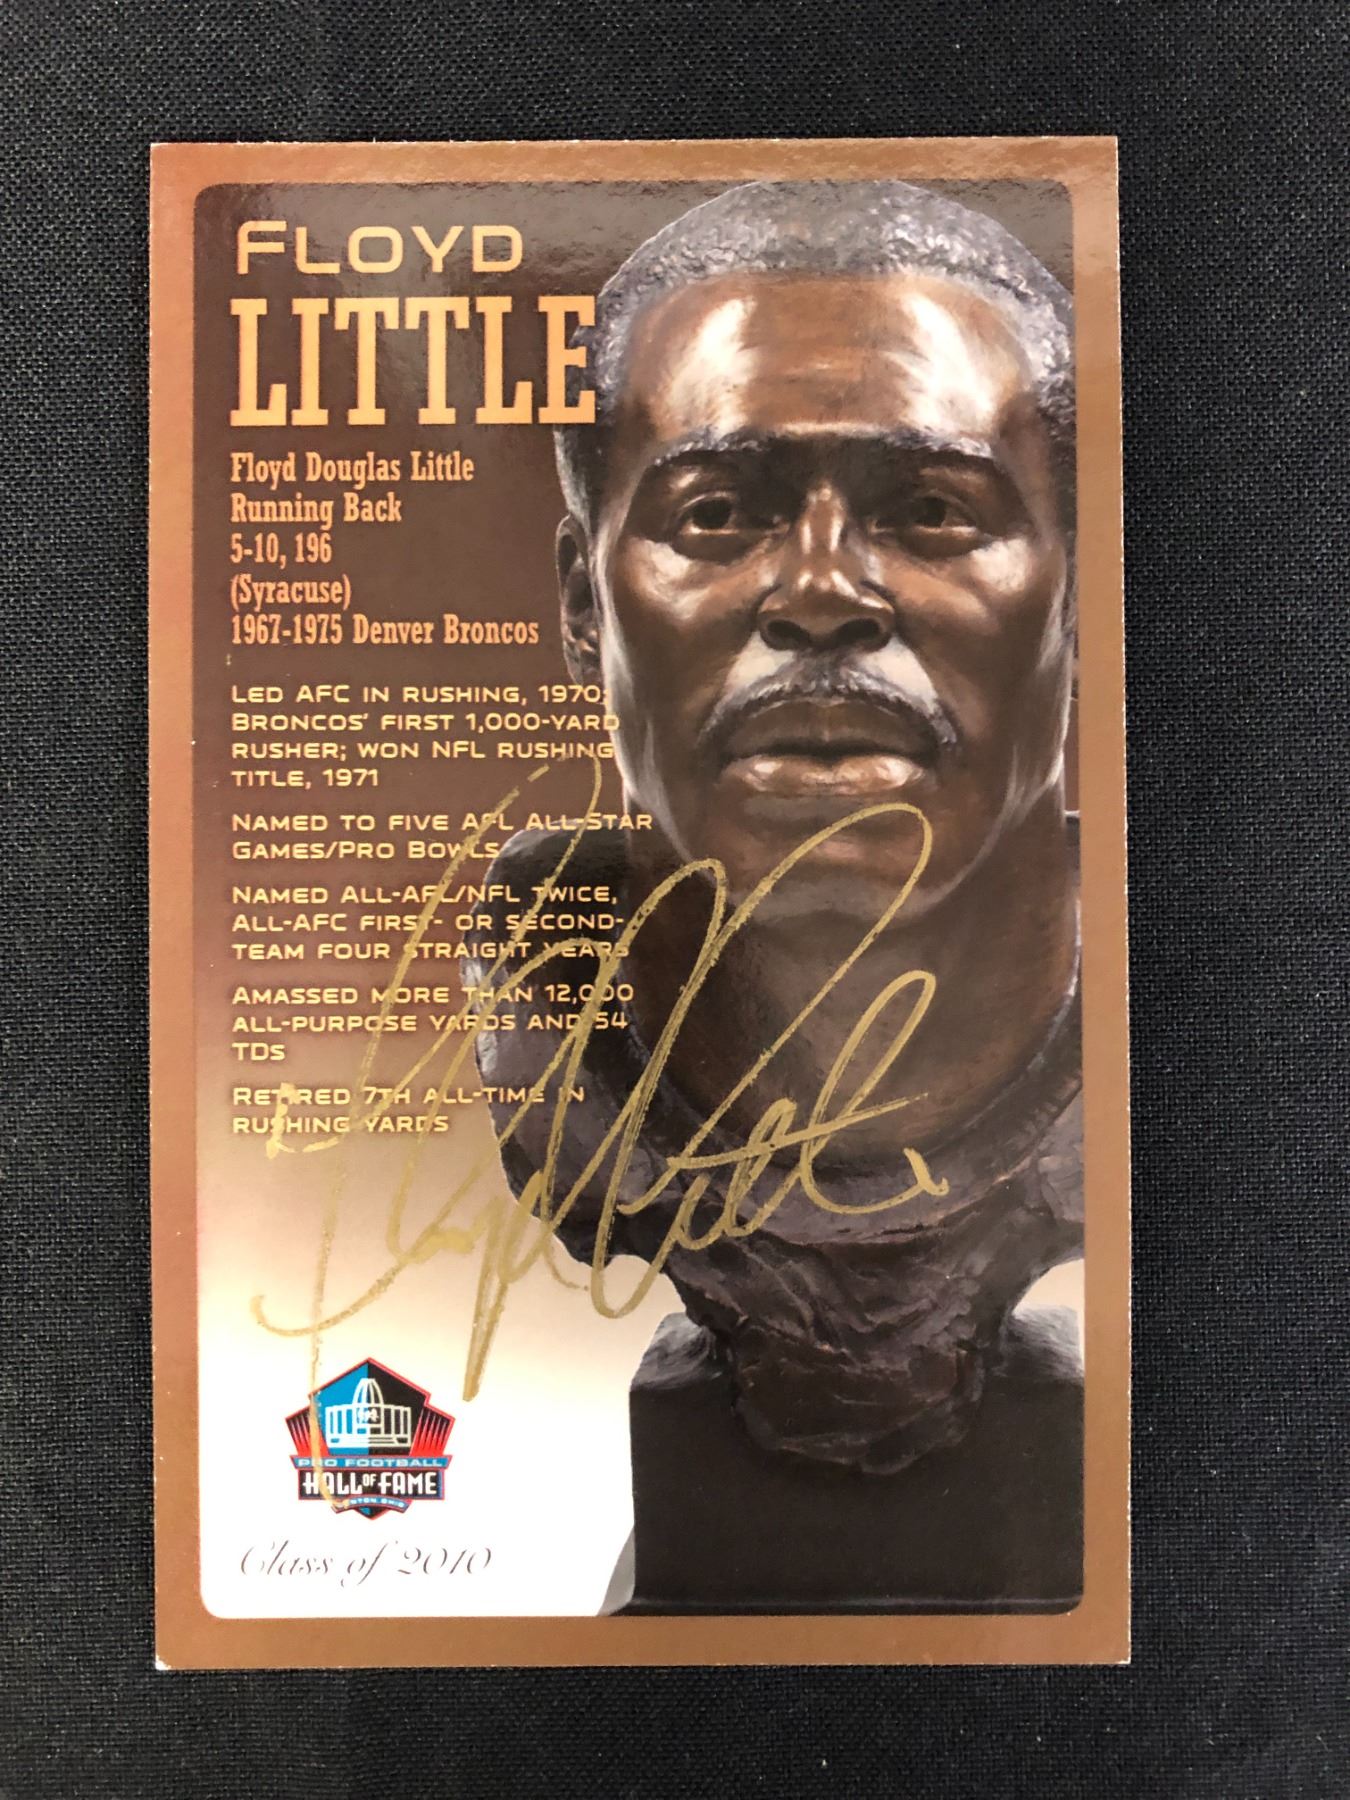 FLOYD
LITTLE
Floyd Douglas Little
Running Back
5-10, 196
(Syracuse)
1967-1975 Denver Broncos
LED AFC IN RUSHING, 1970;
BRONCOS' FIRST 1,000-YARD
RUSHER; WON NFL RUSHING
TITLE, 1971
NAMED TO FIVE AFL ALL-STAR
GAMES/PRO BOWLS
NAMED ALL-AFL/NFL TWICE,
ALL-AFC FIRST- OR SECOND-
TEAM FOUR STRAIGHT YEARS
AMASSED MORE THAN 12,000
ALL-PURPOSE YARDS AND 54
TDS
RETIRED 7TH ALL-TIME IN
RUSHING YARDS
Floyd Little
PRO FOOTBALL
HALL OF FAME
CANTON OHIO
Class of 2010